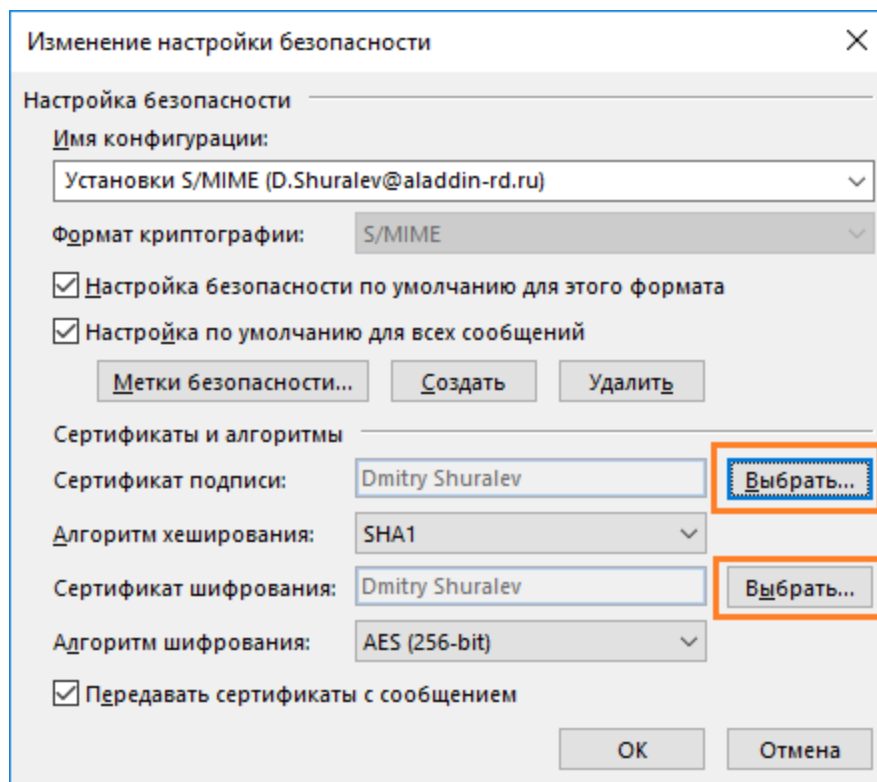 Изменение настройки безопасности
Настройка безопасности
Имя конфигурации:
Установки S/MIME (D.Shuralev@aladdin-rd.ru)
Формат криптографии: S/MIME
Настройка безопасности по умолчанию для этого формата
Настройка по умолчанию для всех сообщений
Метки безопасности... Создать Удалить
Сертификаты и алгоритмы
Сертификат подписи: Dmitry Shuralev Выбрать...
Алгоритм хеширования: SHA1
Сертификат шифрования: Dmitry Shuralev Выбрать...
Алгоритм шифрования: AES (256-bit)
Передавать сертификаты с сообщением
ОК Отмена